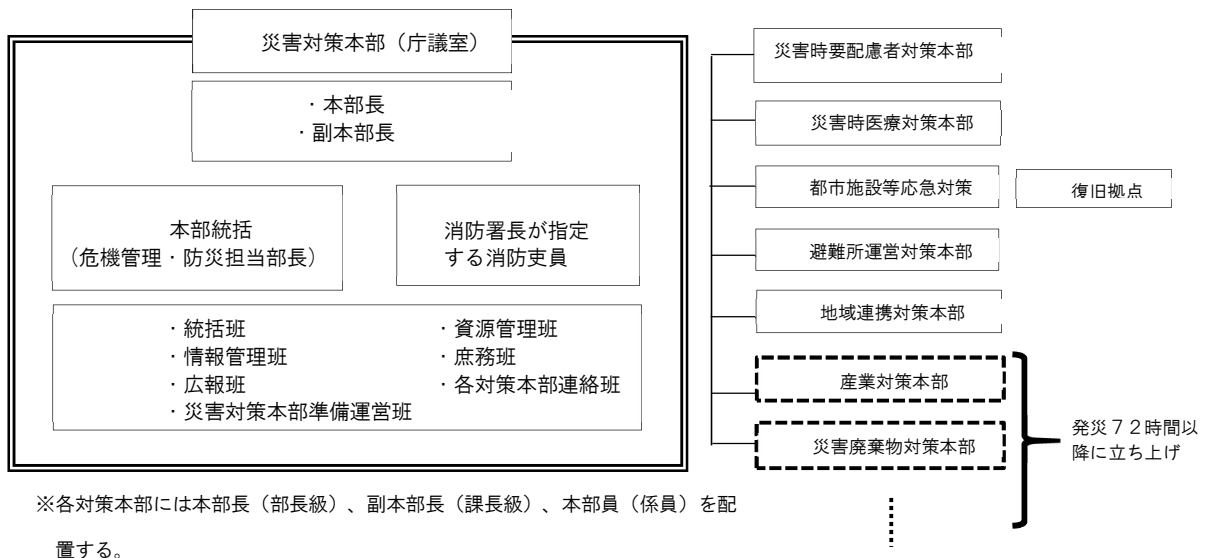 災害対策本部（庁議室）
・本部長
・副本部長
本部統括
（危機管理・防災担当部長）
消防署長が指定
する消防吏員
・統括班
・情報管理班
・広報班
・災害対策本部準備運営班
・資源管理班
・庶務班
・各対策本部連絡班
※各対策本部には本部長（部長級）、副本部長（課長級）、本部員（係員）を配
置する。
災害時要配慮者対策本部
災害時医療対策本部
都市施設等応急対策
復旧拠点
避難所運営対策本部
地域連携対策本部
産業対策本部
災害廃棄物対策本部
発災７２時間以
降に立ち上げ